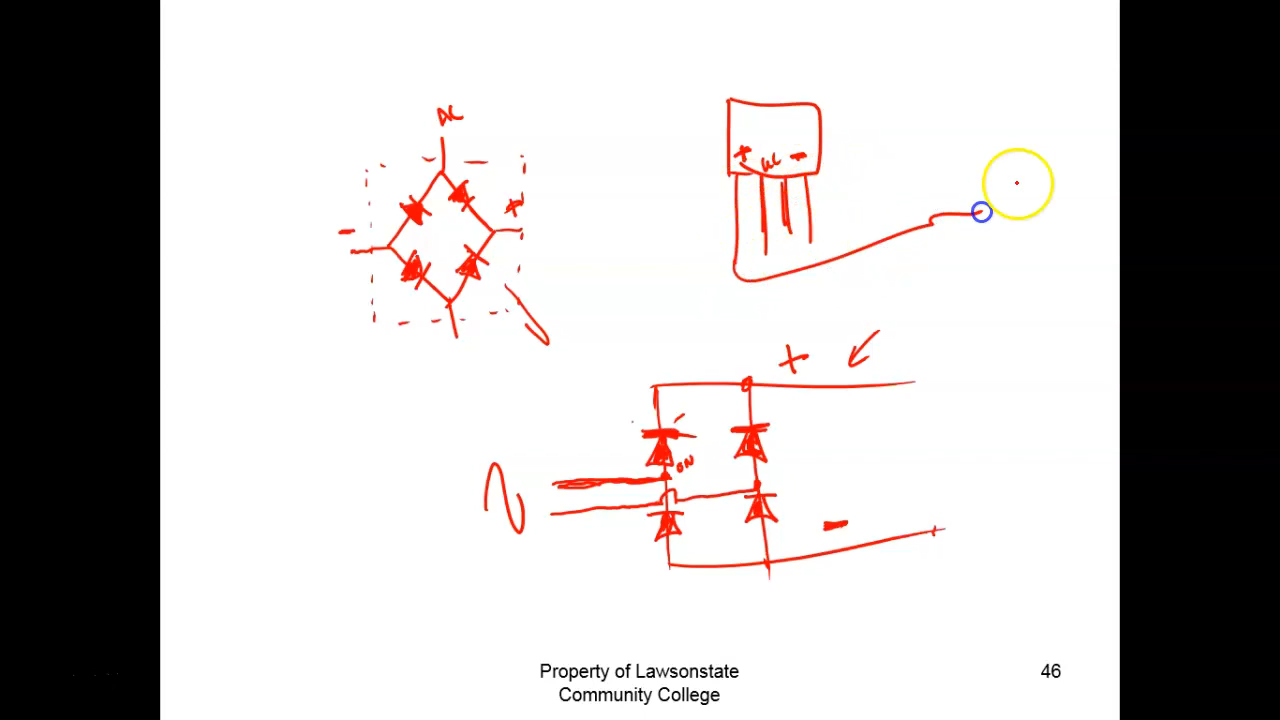 AC
+
-
+ AC -
+
ON
-
Property of Lawsonstate 46
Community College